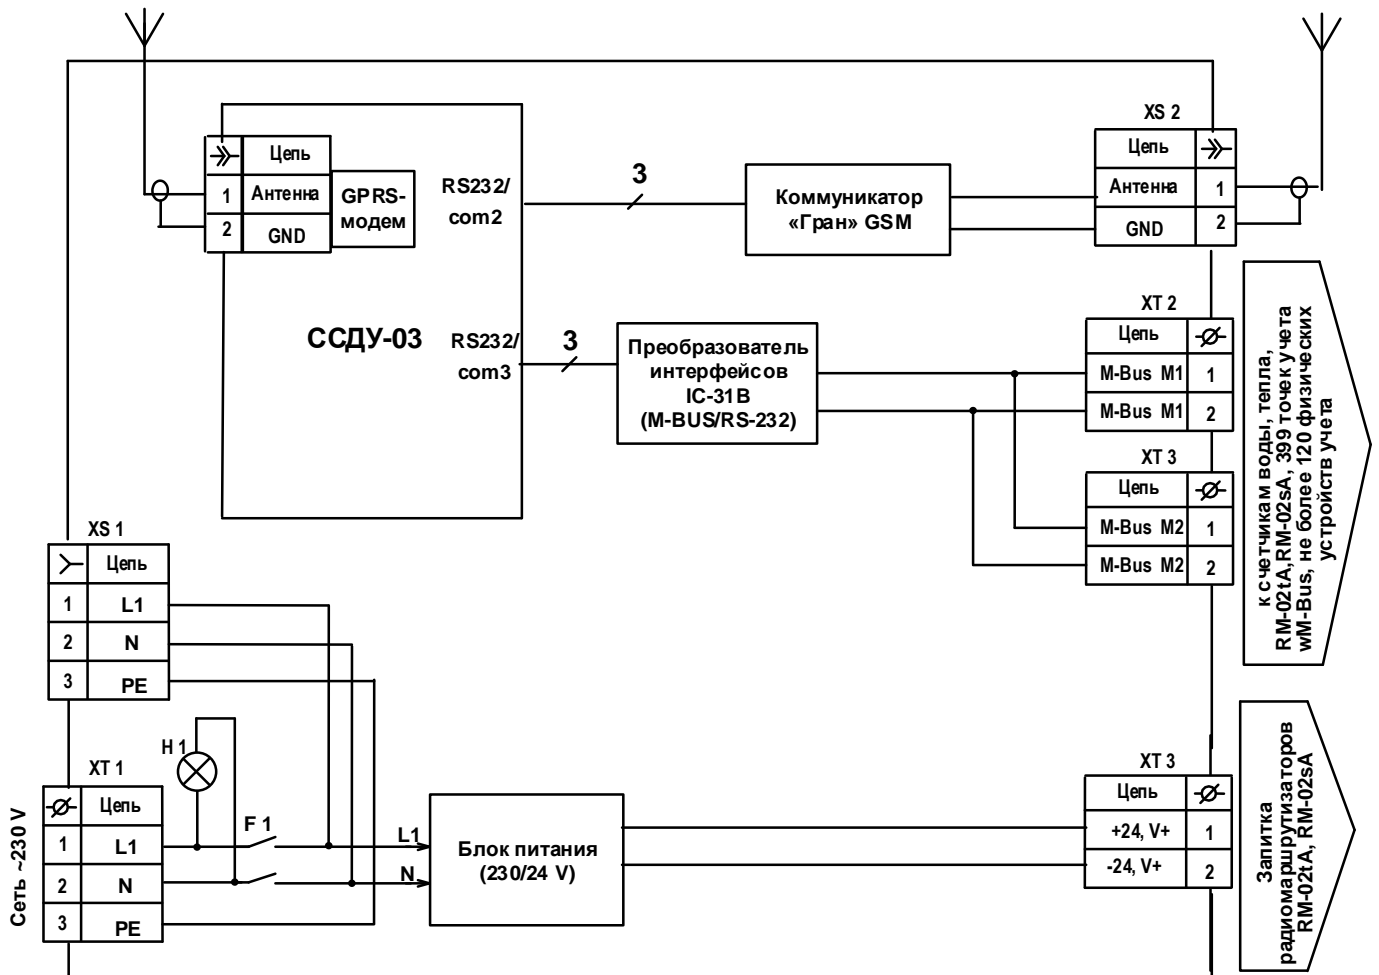 XS 2
Цепь
Антенна 1
GND 2
Цепь
1 Антенна
2 GND
GPRS-
модем
RS232/
com2
3
Коммуникатор
«Гран» GSM
ССДУ-03
RS232/
com3
3
Преобразователь
интерфейсов
IC-31B
(M-BUS/RS-232)
XT 2
Цепь
M-Bus M1 1
M-Bus M1 2
XT 3
Цепь
M-Bus M2 1
M-Bus M2 2
к счетчикам воды, тепла,
RM-02tA,RM-02sA, 399 точек учета
wM-Bus, не более 120 физических
устройств учета
XS 1
Цепь
1 L1
2 N
3 PE
H 1
XT 1
Цепь
1 L1
2 N
3 PE
Сеть ~230 V
F 1
L1
N
Блок питания
(230/24 V)
XT 3
Цепь
+24, V+ 1
-24, V+ 2
Запитка
радиомаршрутизаторов
RM-02tA, RM-02sA